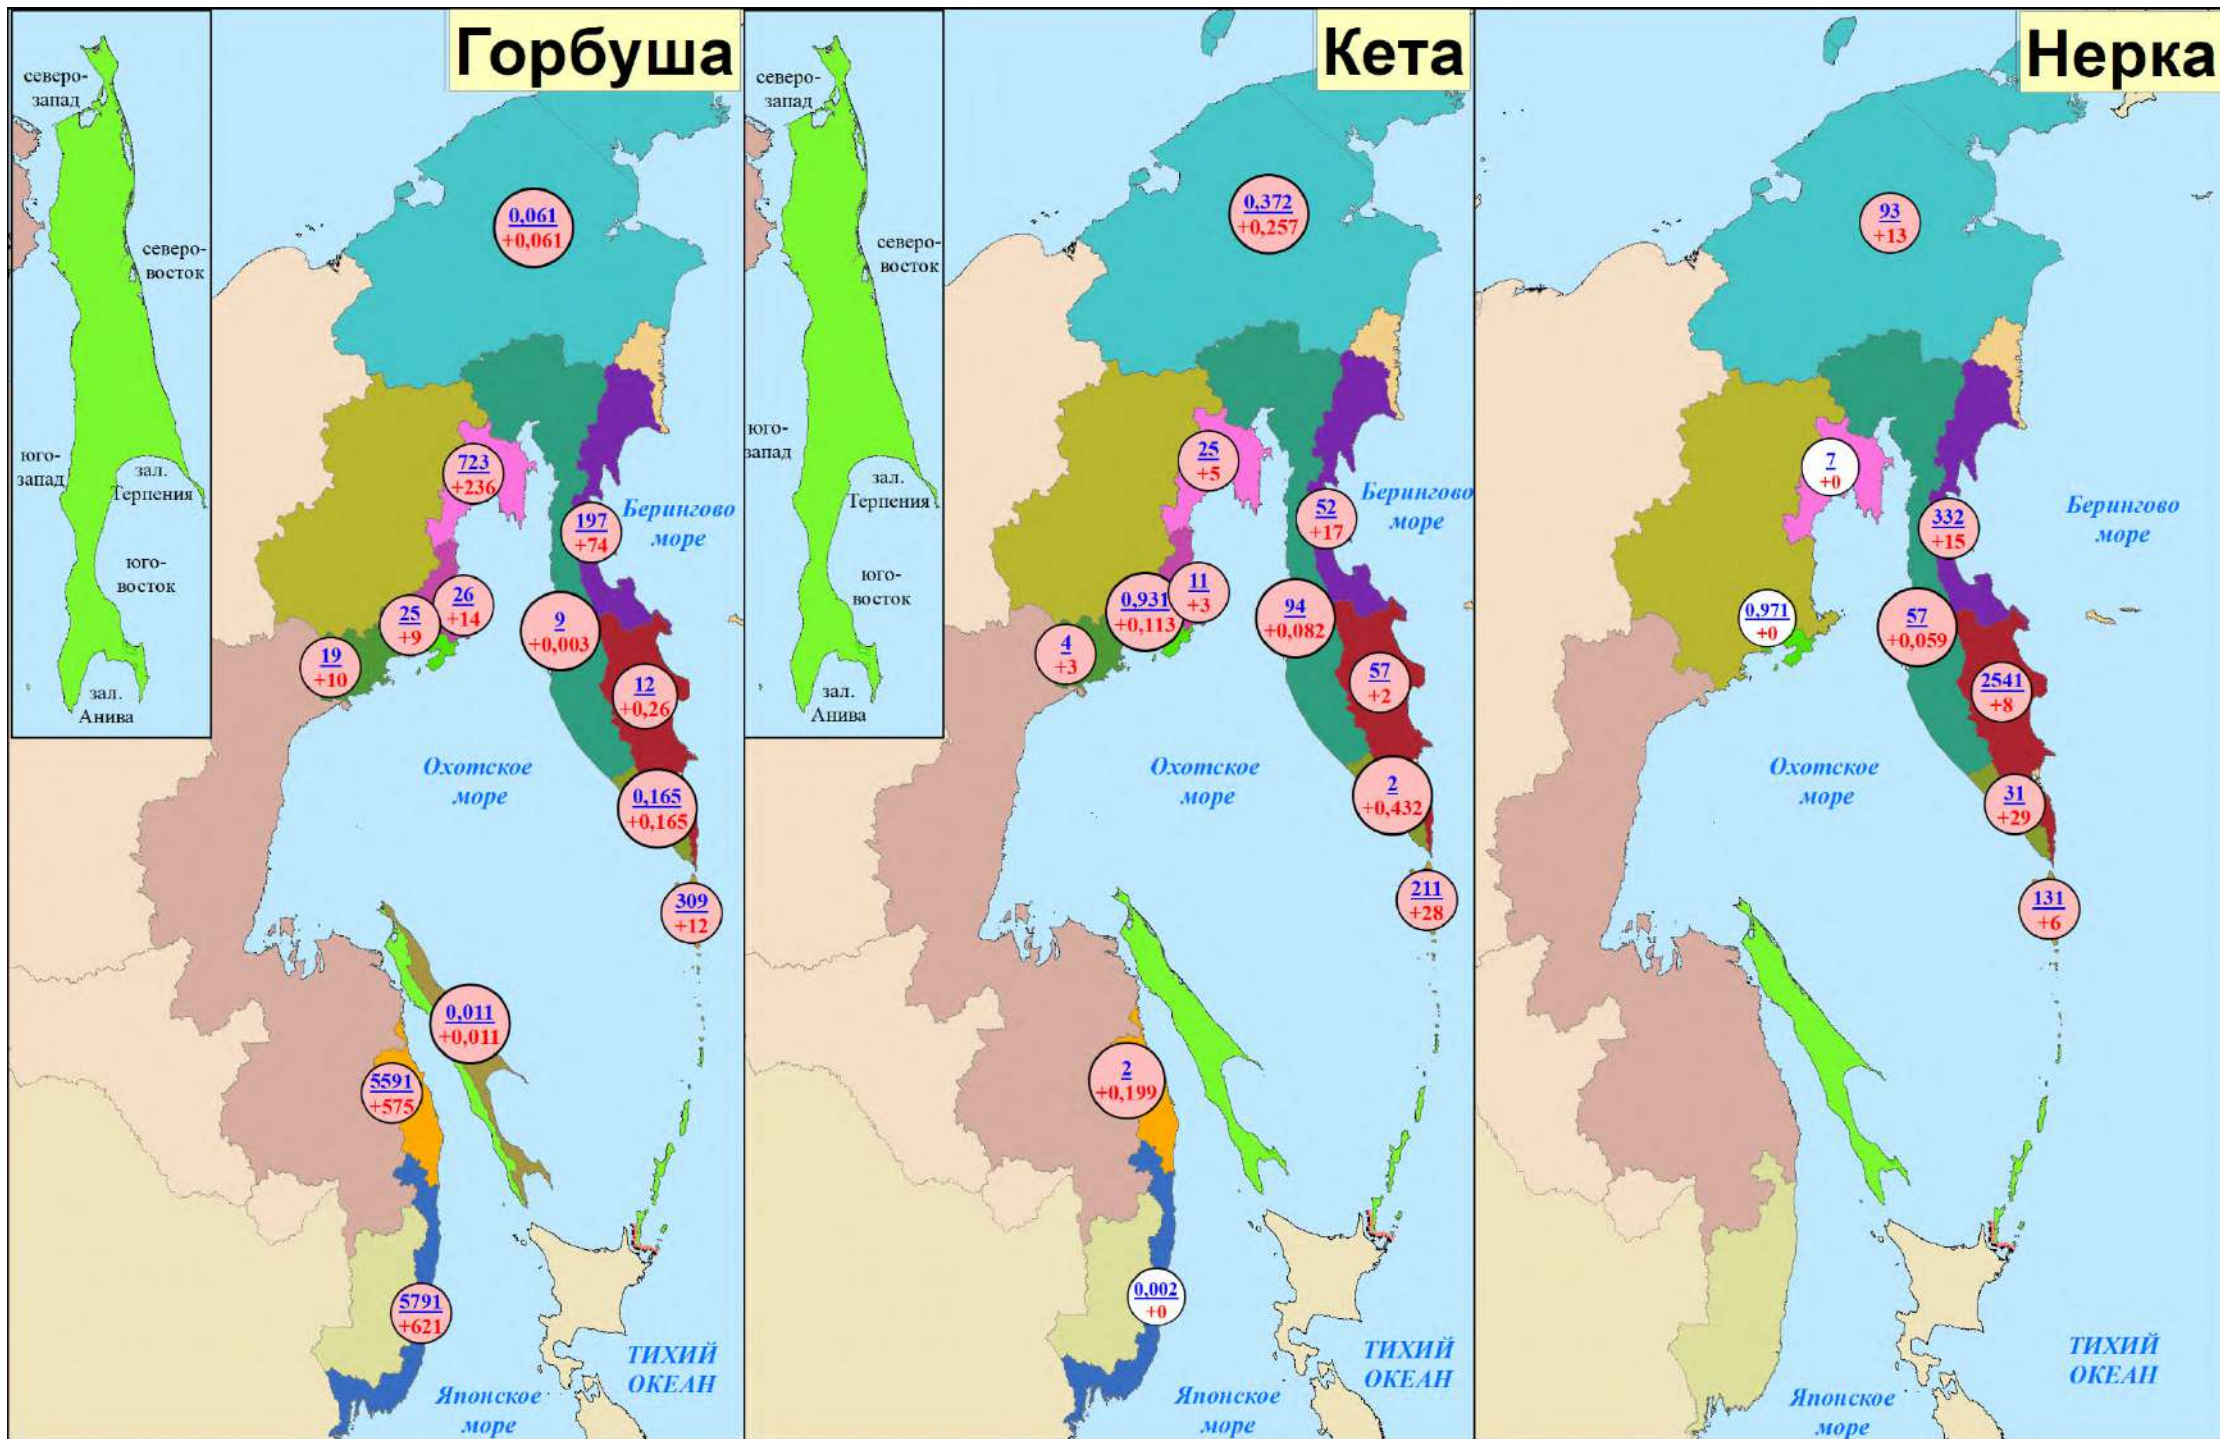 Горбуша
северо-
запад
северо-
восток
юго-
запад
зал.
Терпения
юго-
восток
зал.
Анива
0,061
+0,061
723
+236
197
+74
Берингово
море
26
+14
25
+9
19
+10
9
+0,003
12
+0,26
Охотское
море
0,165
+0,165
309
+12
0,011
+0,011
5591
+575
5791
+621
ТИХИЙ
ОКЕАН
Японское
море
Кета
северо-
запад
северо-
восток
юго-
запад
зал.
Терпения
юго-
восток
зал.
Анива
0,372
+0,257
25
+5
52
+17
Берингово
море
11
+3
0,931
+0,113
4
+3
94
+0,082
57
+2
Охотское
море
2
+0,432
211
+28
2
+0,199
0,002
+0
ТИХИЙ
ОКЕАН
Японское
море
Нерка
93
+13
7
+0
332
+15
Берингово
море
0,971
+0
57
+0,059
2541
+8
Охотское
море
31
+29
131
+6
ТИХИЙ
ОКЕАН
Японское
море